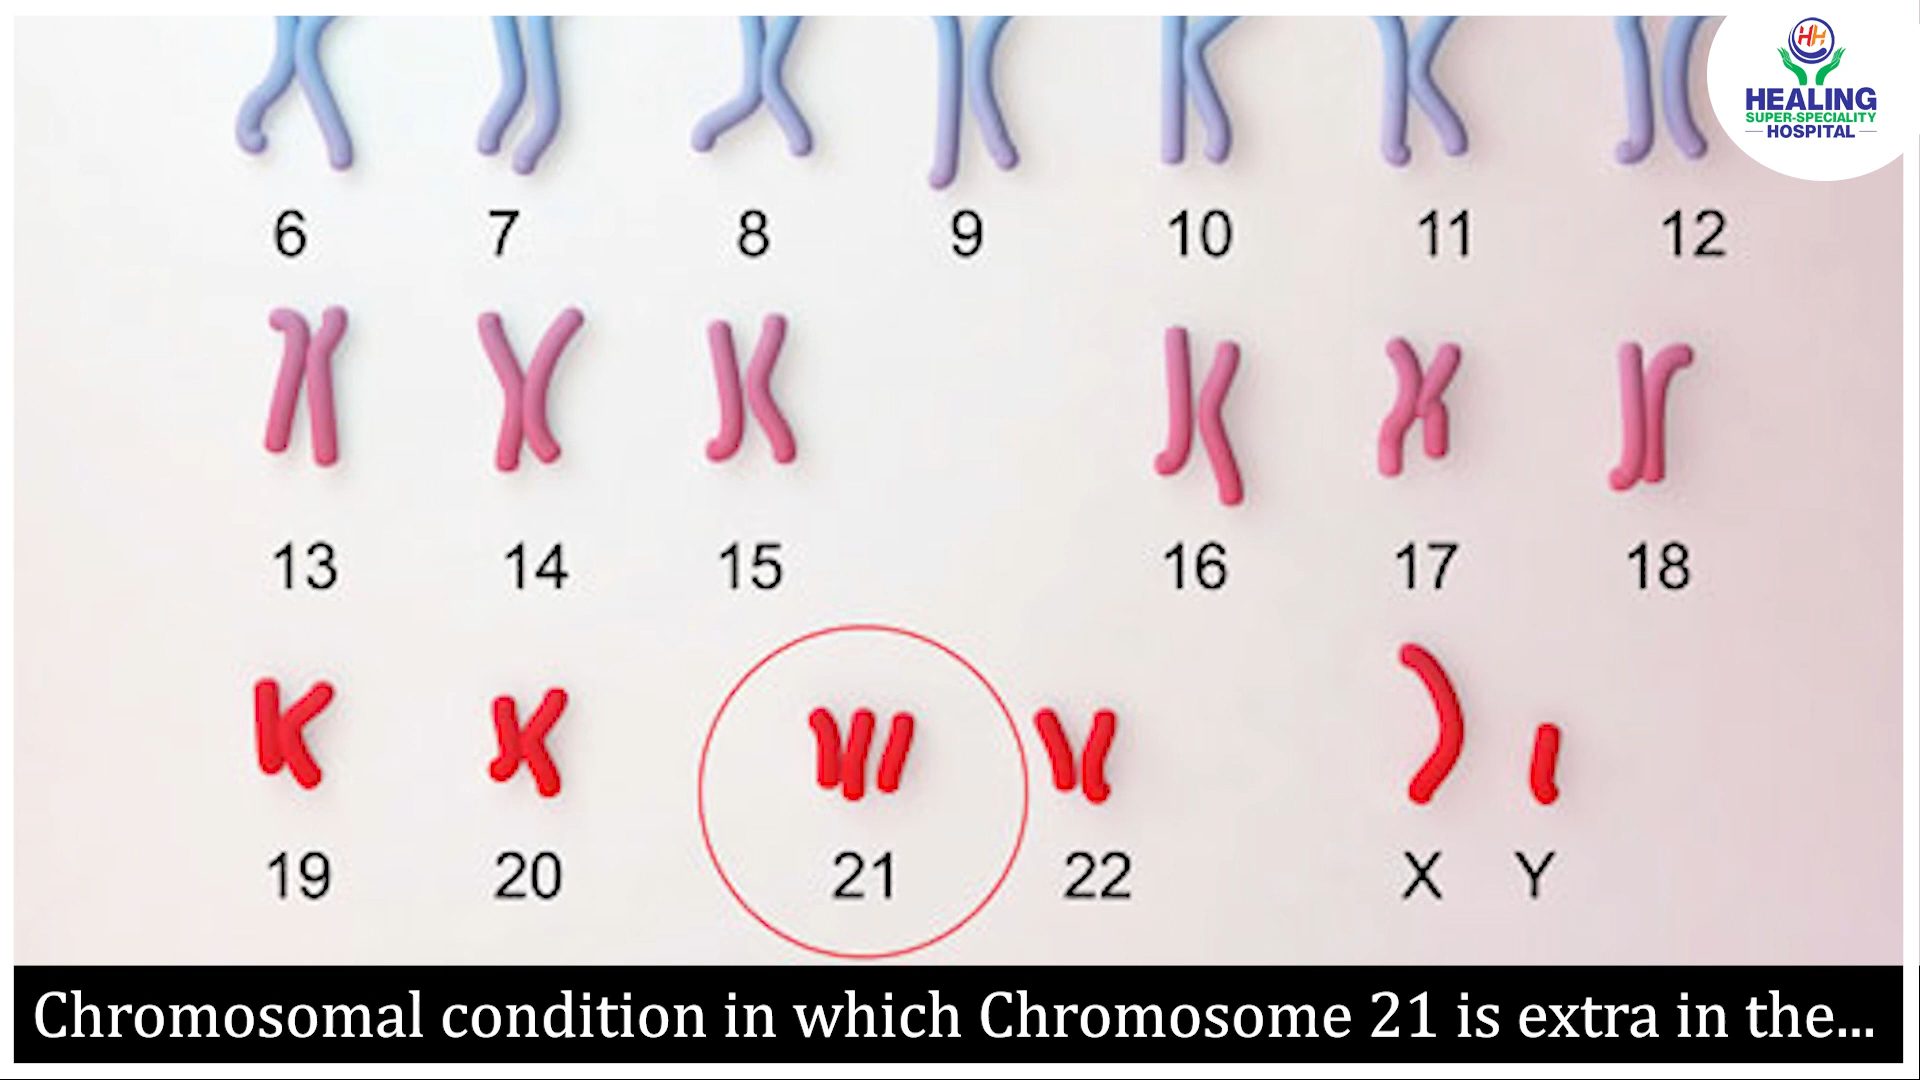 HH
HEALING
SUPER-SPECIALITY
HOSPITAL
6 7 8 9 10 11 12
13 14 15 16 17 18
19 20 21 22 X Y
Chromosomal condition in which Chromosome 21 is extra in the...